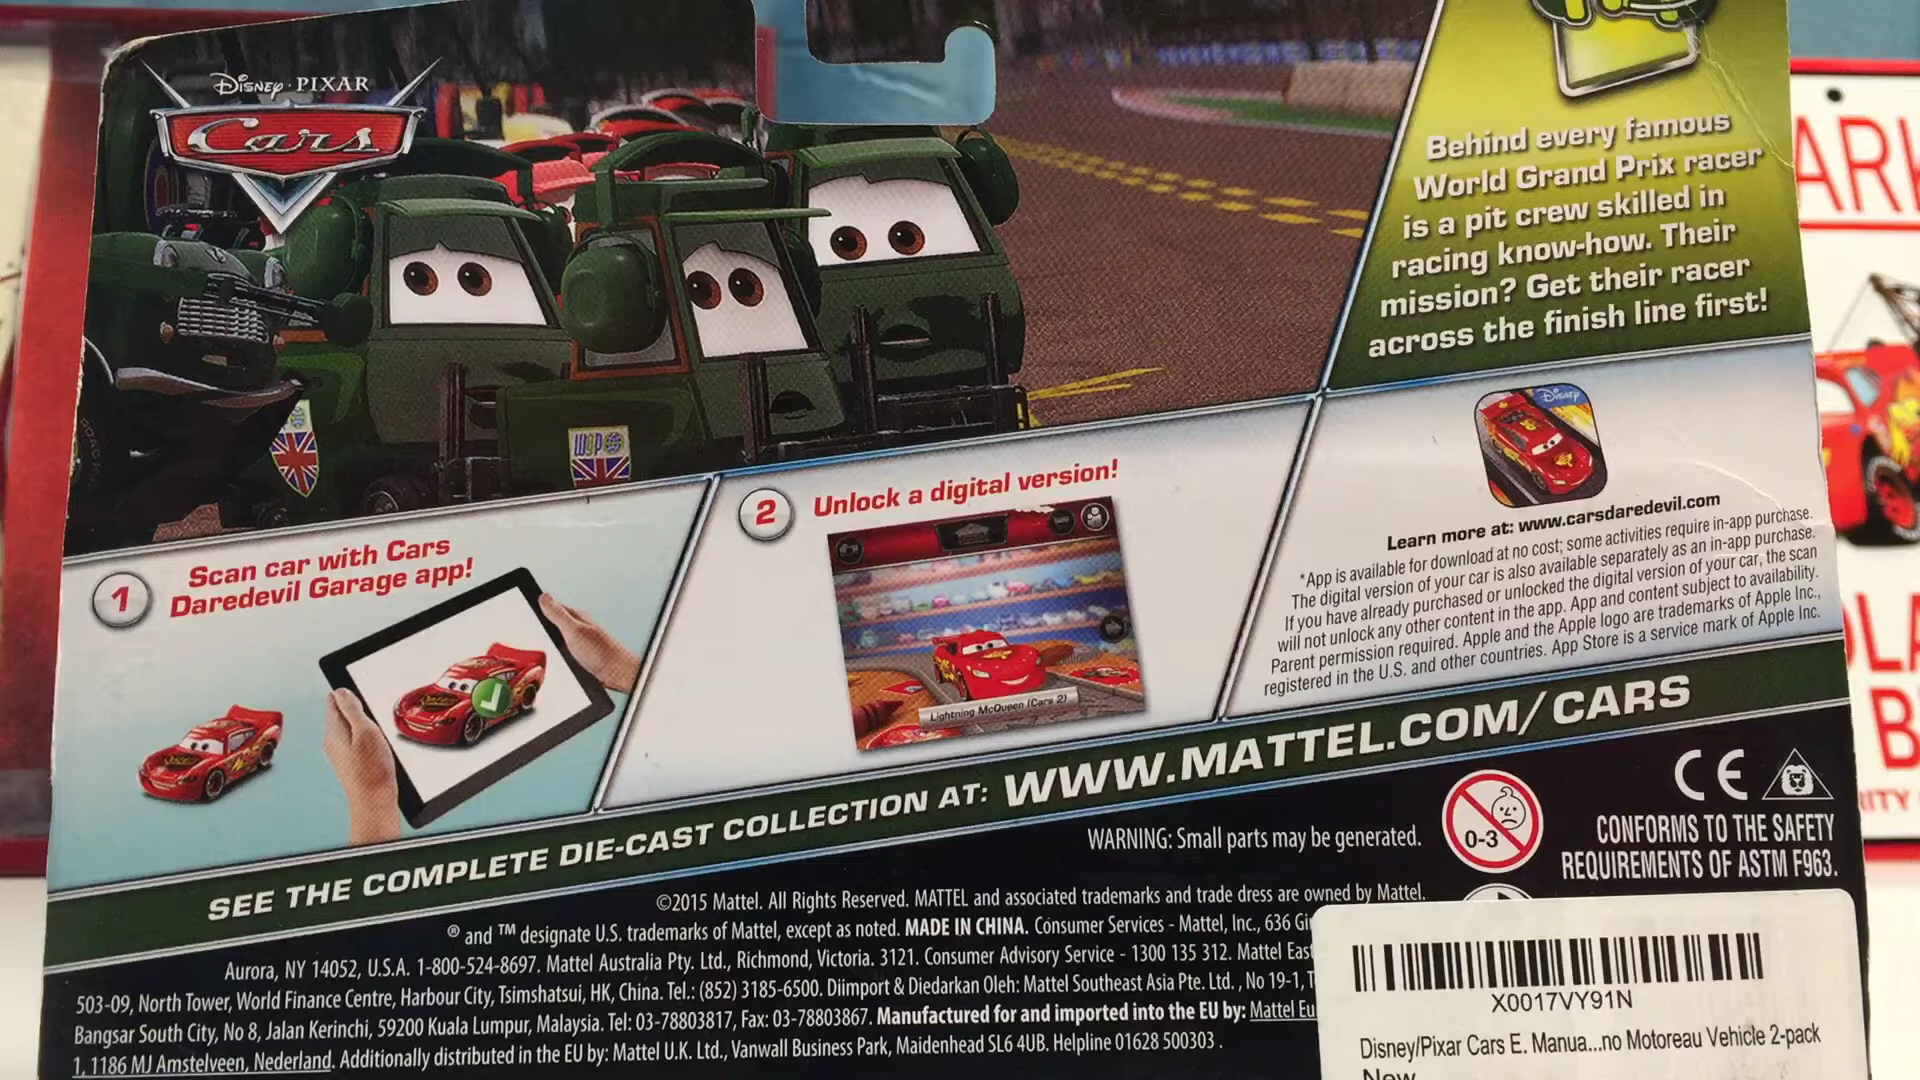 Disney · PIXAR
Cars
Behind every famous
World Grand Prix racer
is a pit crew skilled in
racing know-how. Their
mission? Get their racer
across the finish line first!
WGP
1
Scan car with Cars
Daredevil Garage app!
2
Unlock a digital version!
Lightning McQueen (Cars 2)
Disney
Learn more at: www.carsdaredevil.com
*App is available for download at no cost; some activities require in-app purchase.
The digital version of your car is also available separately as an in-app purchase.
If you have already purchased or unlocked the digital version of your car, the scan
will not unlock any other content in the app. App and content subject to availability.
Parent permission required. Apple and the Apple logo are trademarks of Apple Inc.,
registered in the U.S. and other countries. App Store is a service mark of Apple Inc.
SEE THE COMPLETE DIE-CAST COLLECTION AT: WWW.MATTEL.COM/CARS
WARNING: Small parts may be generated.
0-3
CE
CONFORMS TO THE SAFETY
REQUIREMENTS OF ASTM F963.
©2015 Mattel. All Rights Reserved. MATTEL and associated trademarks and trade dress are owned by Mattel.
® and ™ designate U.S. trademarks of Mattel, except as noted. MADE IN CHINA. Consumer Services - Mattel, Inc., 636 Gi
Aurora, NY 14052, U.S.A. 1-800-524-8697. Mattel Australia Pty. Ltd., Richmond, Victoria. 3121. Consumer Advisory Service - 1300 135 312. Mattel East
503-09, North Tower, World Finance Centre, Harbour City, Tsimshatsui, HK, China. Tel.: (852) 3185-6500. Diimport & Diedarkan Oleh: Mattel Southeast Asia Pte. Ltd., No 19-1, T
Bangsar South City, No 8, Jalan Kerinchi, 59200 Kuala Lumpur, Malaysia. Tel: 03-78803817, Fax: 03-78803867. Manufactured for and imported into the EU by: Mattel Eu
1, 1186 MJ Amstelveen, Nederland. Additionally distributed in the EU by: Mattel U.K. Ltd., Vanwall Business Park, Maidenhead SL6 4UB. Helpline 01628 500303.
X0017VY91N
Disney/Pixar Cars E. Manua...no Motoreau Vehicle 2-pack
New
ARK
LA
B
ITY